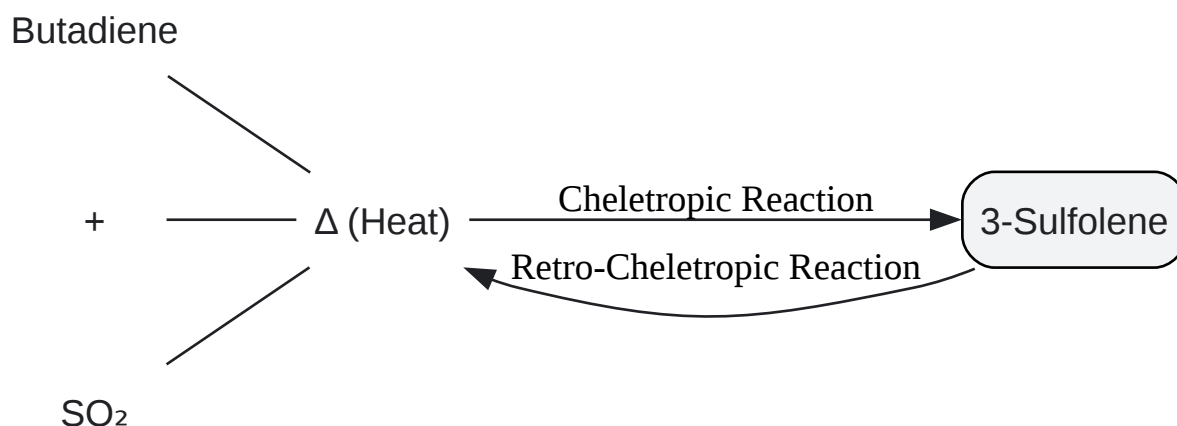 Butadiene
+
SO₂
Δ (Heat)
Cheletropic Reaction
Retro-Cheletropic Reaction
3-Sulfolene